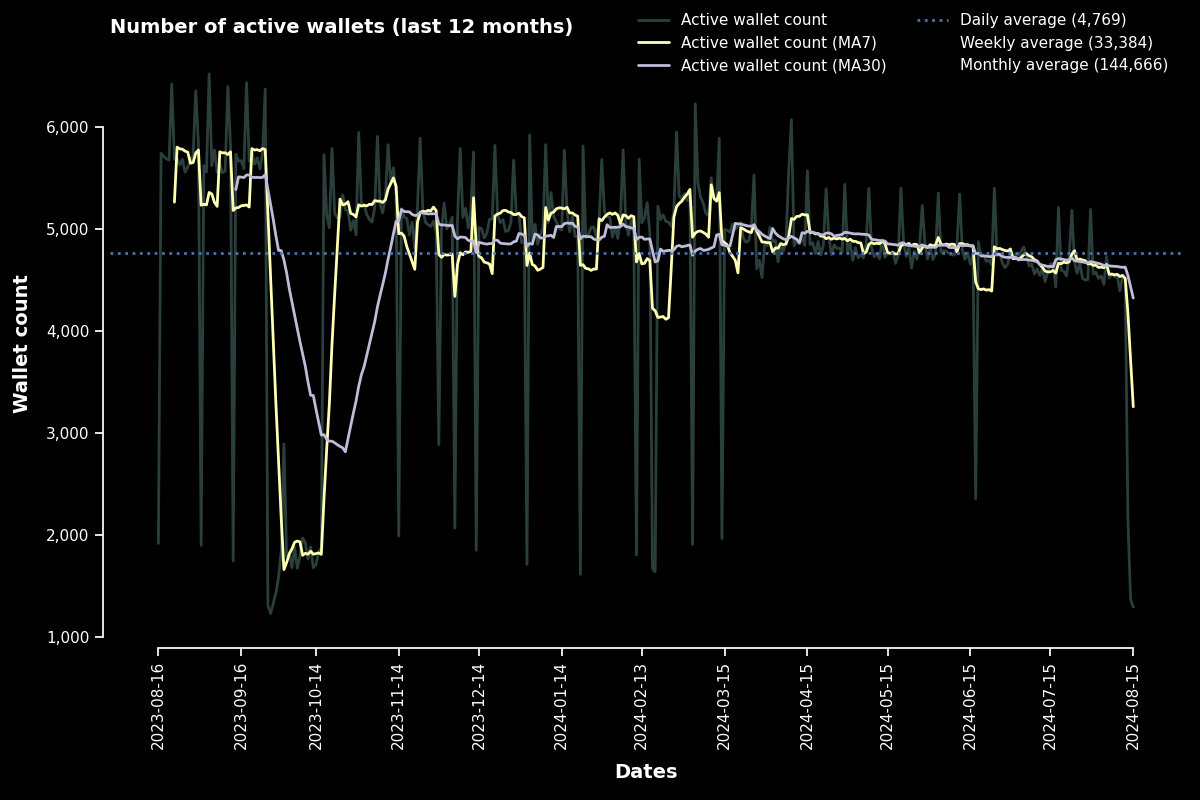 Number of active wallets (last 12 months)
Active wallet count
Active wallet count (MA7)
Active wallet count (MA30)
Daily average (4,769)
Weekly average (33,384)
Monthly average (144,666)
Wallet count
6,000
5,000
4,000
3,000
2,000
1,000
2023-08-16
2023-09-16
2023-10-14
2023-11-14
2023-12-14
2024-01-14
2024-02-13
2024-03-15
2024-04-15
2024-05-15
2024-06-15
2024-07-15
2024-08-15
Dates